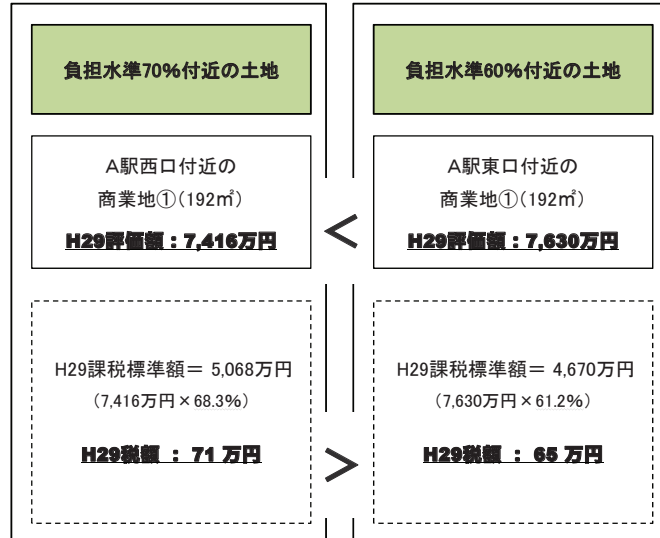 負担水準70%付近の土地
A駅西口付近の
商業地①(192㎡)
H29評価額：7,416万円
H29課税標準額＝ 5,068万円
(7,416万円×68.3%)
H29税額 ： 71 万円
<
>
負担水準60%付近の土地
A駅東口付近の
商業地①(192㎡)
H29評価額：7,630万円
H29課税標準額＝ 4,670万円
(7,630万円×61.2%)
H29税額 ： 65 万円